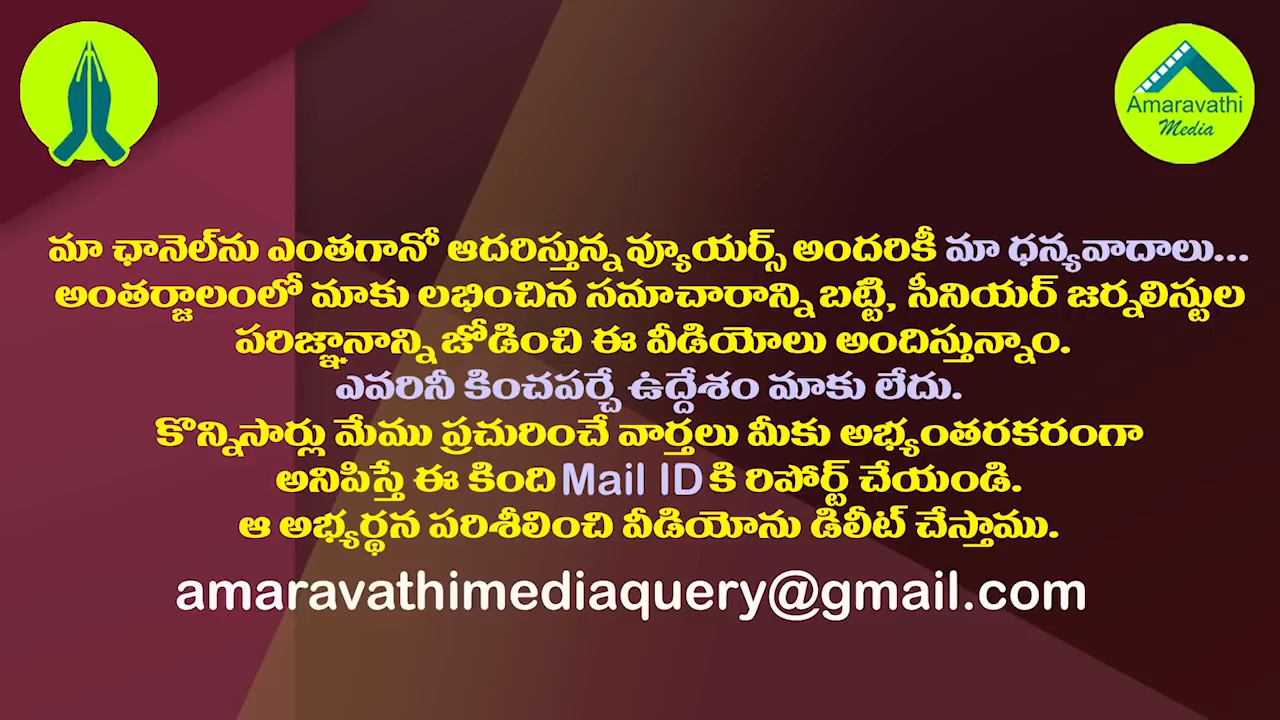 Amaravathi
Media
మా ఛానెల్‌ను ఎంతగానో ఆదరిస్తున్న వ్యూయర్స్ అందరికీ మా ధన్యవాదాలు...
అంతర్జాలంలో మాకు లభించిన సమాచారాన్ని బట్టి, సీనియర్ జర్నలిస్టుల
పరిజ్ఞానాన్ని జోడించి ఈ వీడియోలు అందిస్తున్నాం.
ఎవరినీ కించపర్చే ఉద్దేశం మాకు లేదు.
కొన్నిసార్లు మేము ప్రచురించే వార్తలు మీకు అభ్యంతరకరంగా
అనిపిస్తే ఈ కింది Mail ID కి రిపోర్ట్ చేయండి.
ఆ అభ్యర్థన పరిశీలించి వీడియోను డిలీట్ చేస్తాము.
amaravathimediaquery@gmail.com